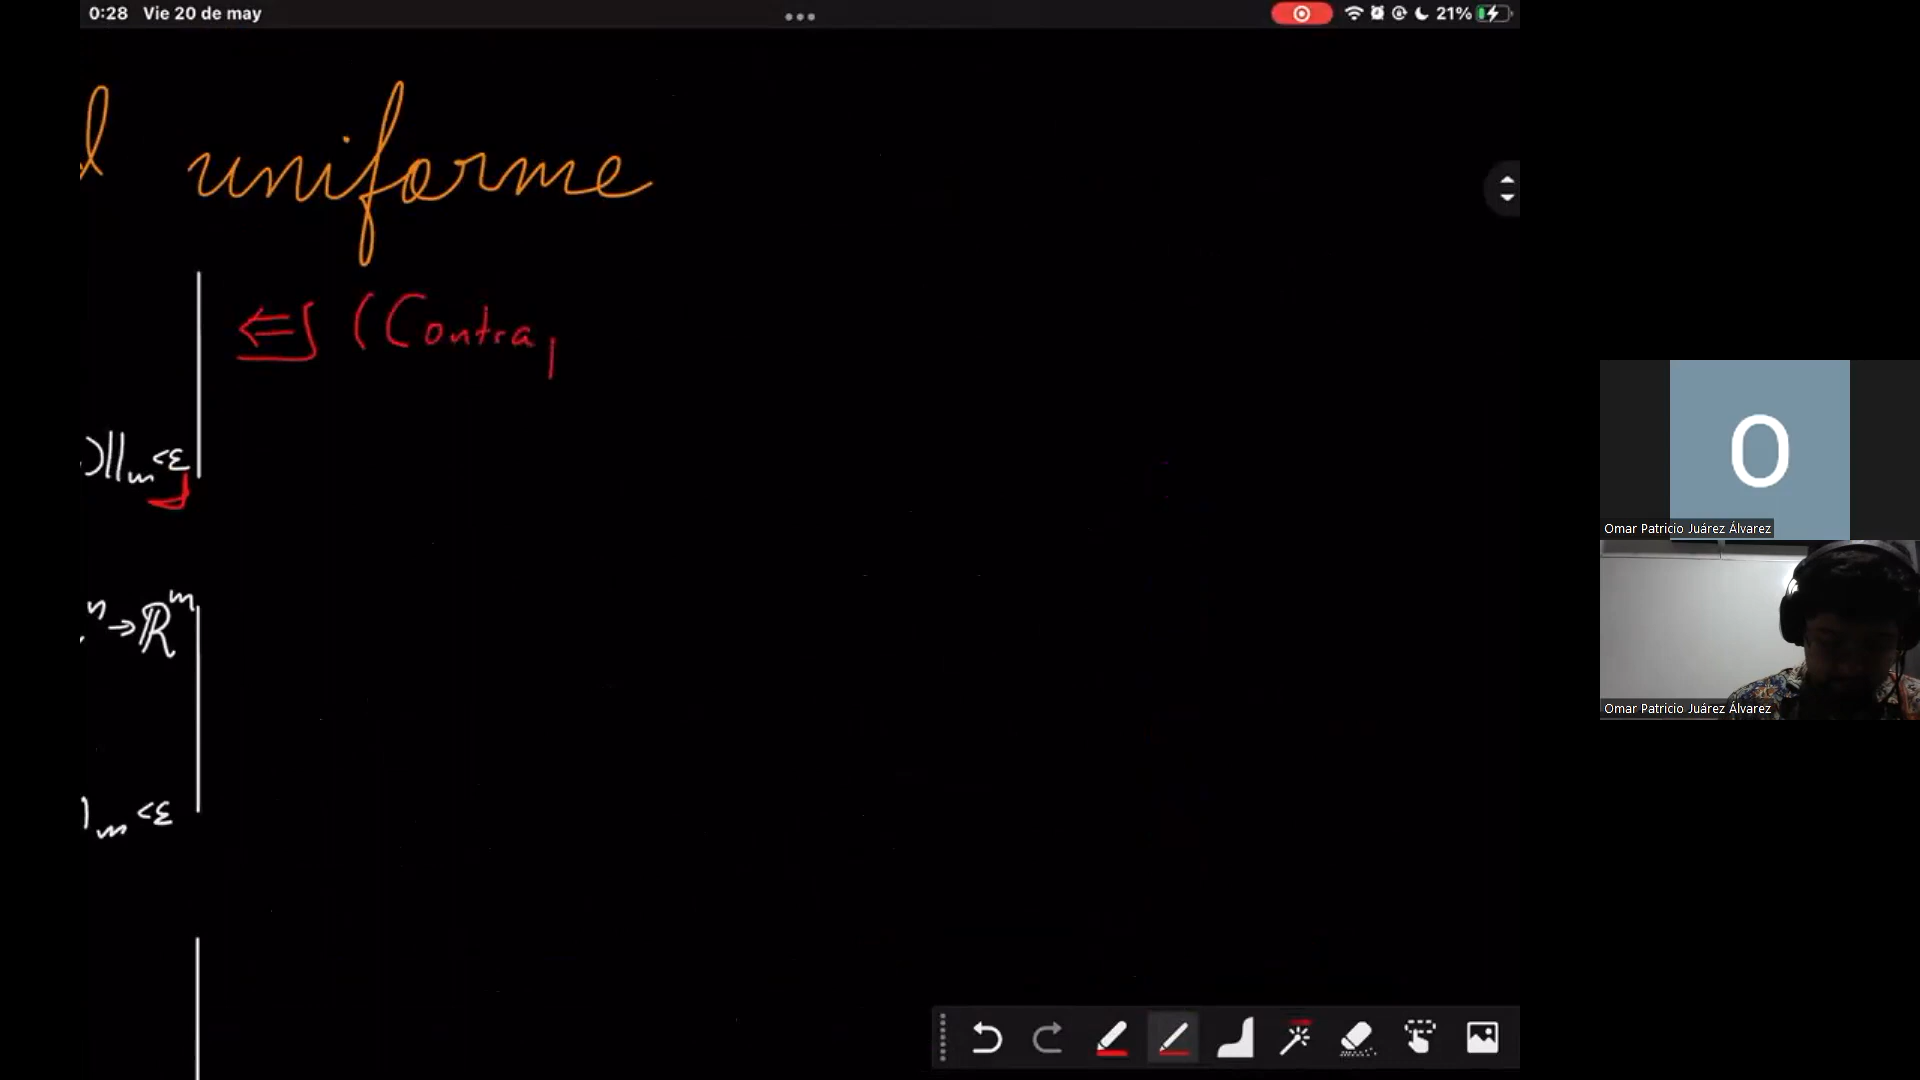 0:28 Vie 20 de may
21%
d uniforme
⇐ (Contra
)||ₘ<ε
ⁿ→ℝᵐ
)ₘ<ε
O
Omar Patricio Juárez Álvarez
Omar Patricio Juárez Álvarez